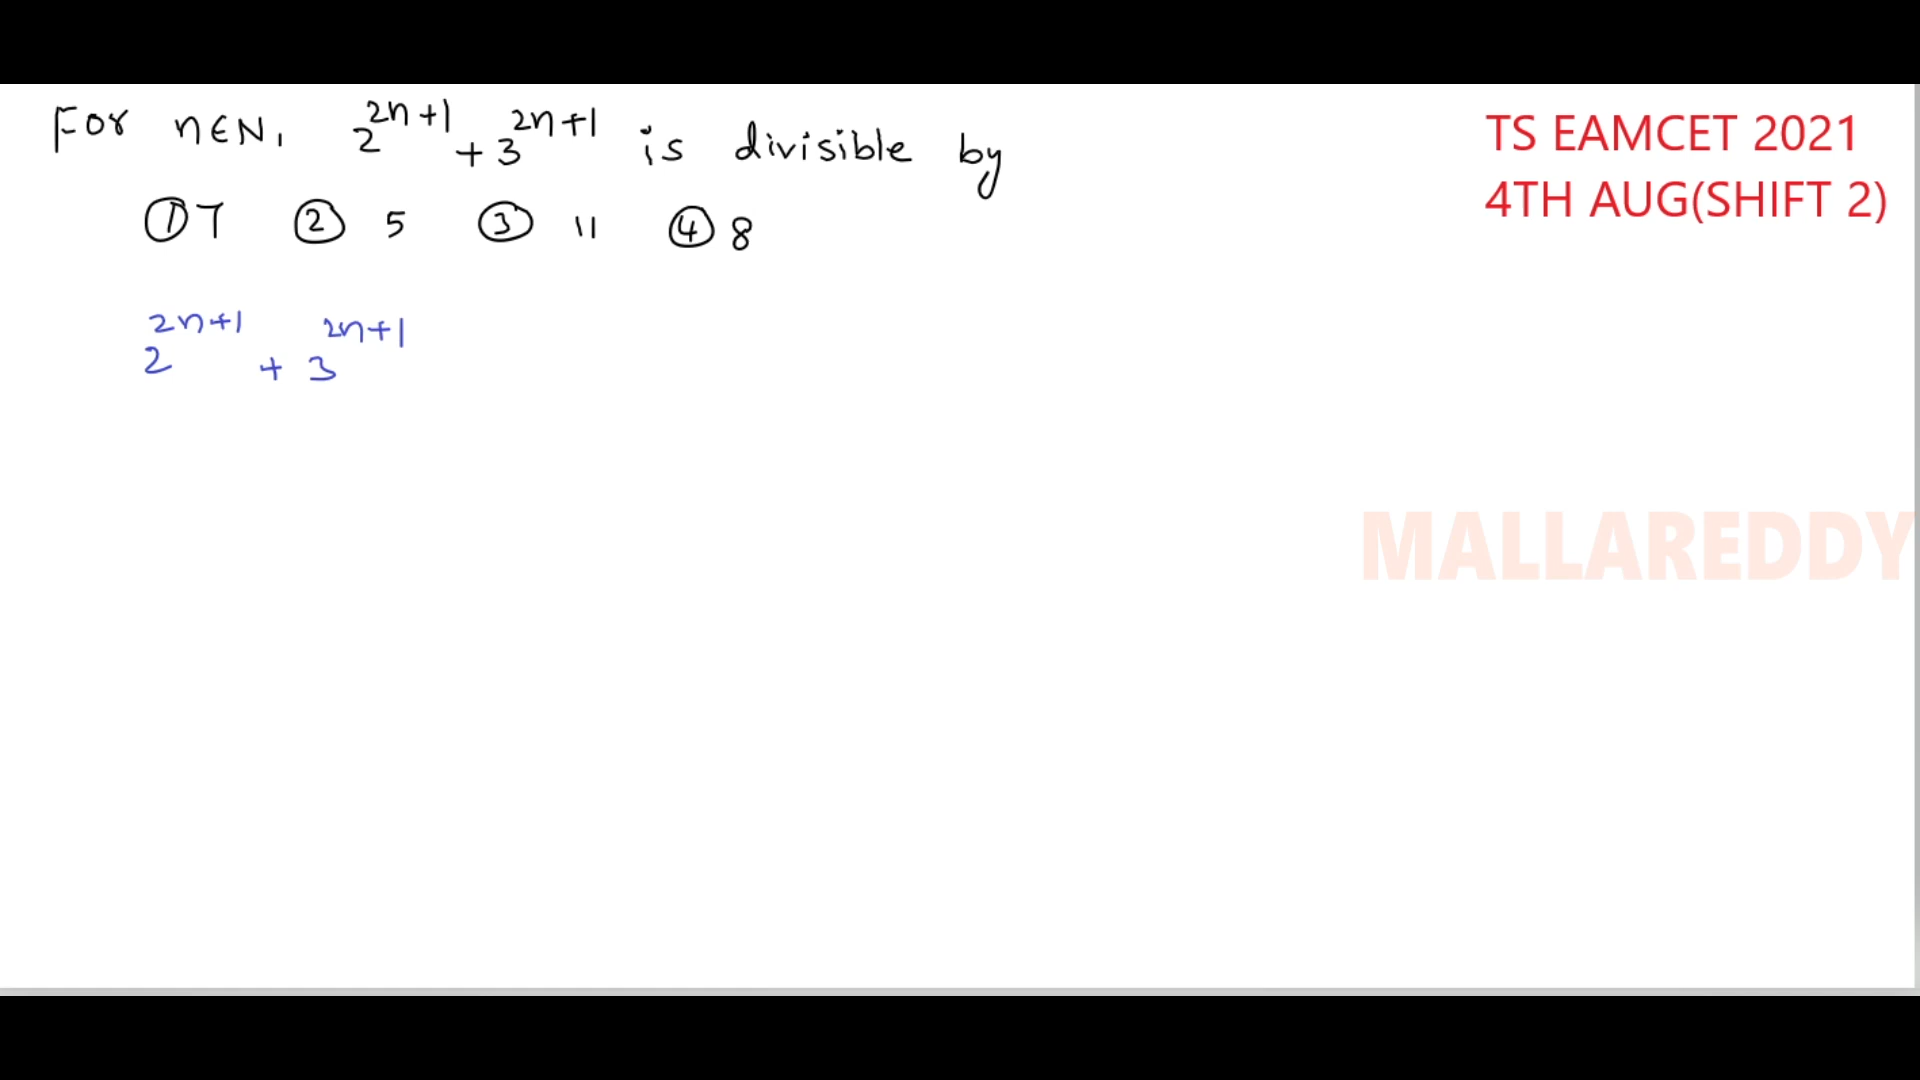 For n∈N, 2^{2n+1} + 3^{2n+1} is divisible by
① 7 ② 5 ③ 11 ④ 8
2^{2n+1} + 3^{2n+1}
TS EAMCET 2021
4TH AUG(SHIFT 2)
MALLAREDDY